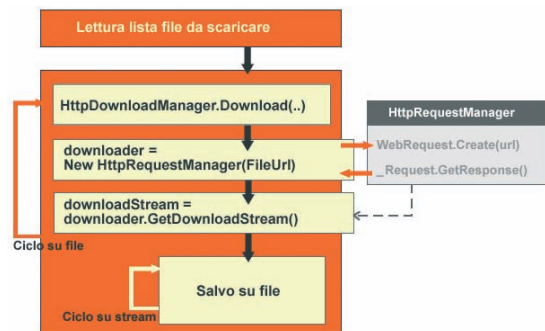 Lettura lista file da scaricare
HttpDownloadManager.Download(..)
HttpRequestManager
downloader =
New HttpRequestManager(FileUrl)
WebRequest.Create(url)
_Request.GetResponse()
downloadStream =
downloader.GetDownloadStream()
Ciclo su file
Salvo su file
Ciclo su stream